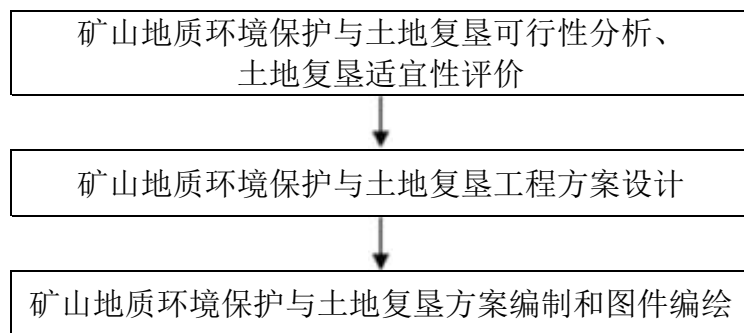 矿山地质环境保护与土地复垦可行性分析、
土地复垦适宜性评价
矿山地质环境保护与土地复垦工程方案设计
矿山地质环境保护与土地复垦方案编制和图件编绘